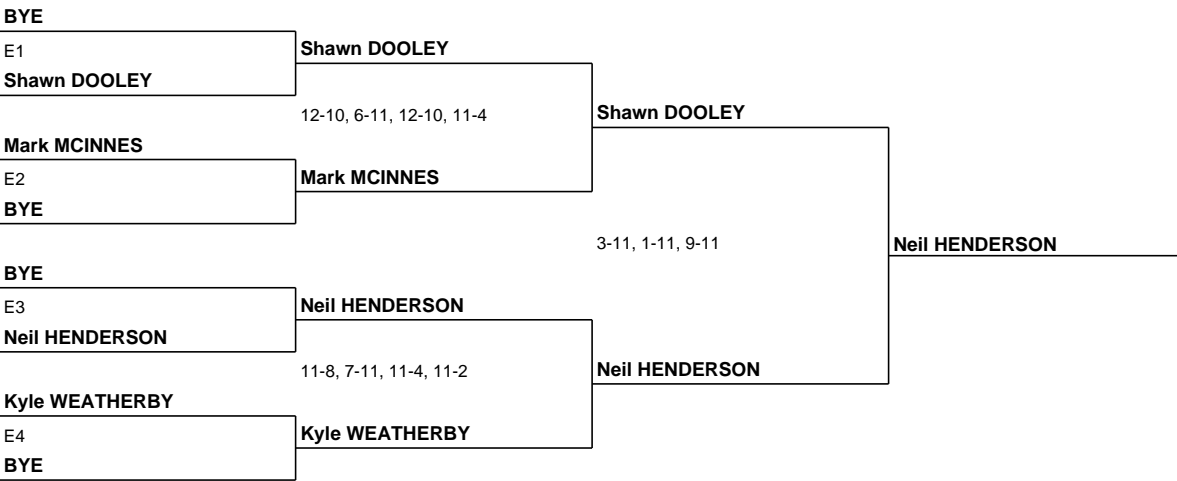 BYE
E1
Shawn DOOLEY
Shawn DOOLEY
12-10, 6-11, 12-10, 11-4
Shawn DOOLEY
Mark MCINNES
E2
Mark MCINNES
BYE
3-11, 1-11, 9-11
Neil HENDERSON
BYE
E3
Neil HENDERSON
Neil HENDERSON
11-8, 7-11, 11-4, 11-2
Neil HENDERSON
Kyle WEATHERBY
E4
Kyle WEATHERBY
BYE